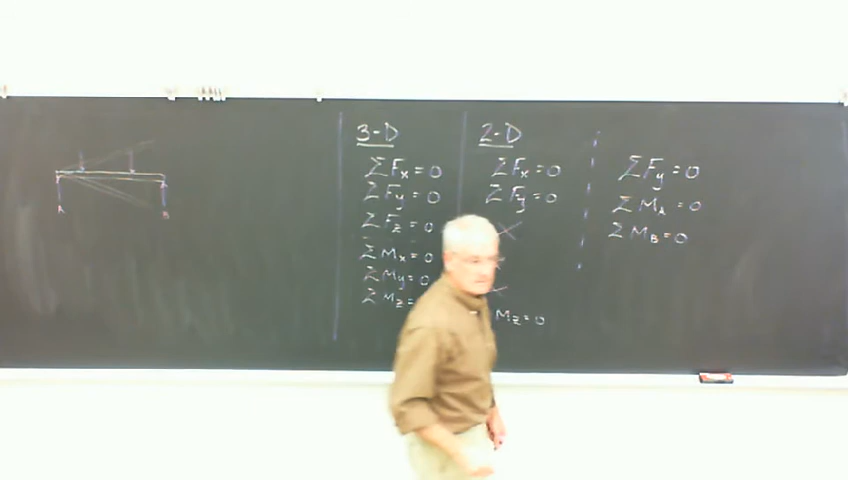 A
B
3-D
ΣFx = 0
ΣFy = 0
ΣFz = 0
ΣMx = 0
ΣMy = 0
ΣMz =
2-D
ΣFx = 0
ΣFy = 0
Mz = 0
ΣFy = 0
ΣMA = 0
ΣMB = 0